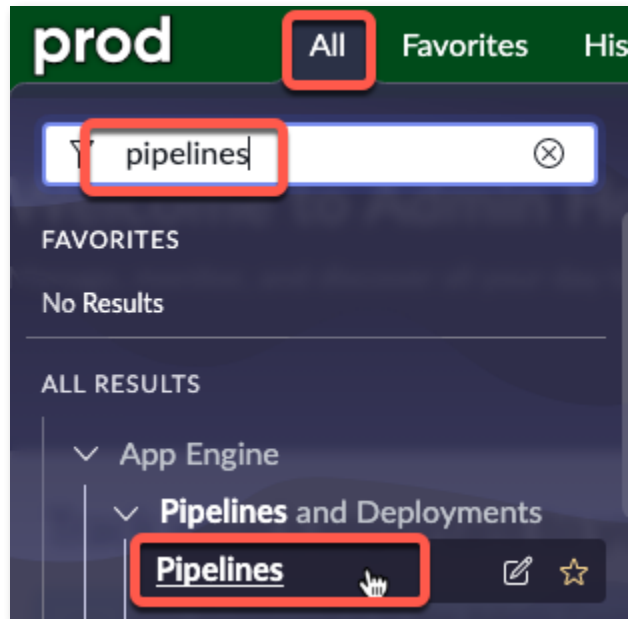 prod All Favorites His
pipelines
FAVORITES
No Results
ALL RESULTS
App Engine
Pipelines and Deployments
Pipelines